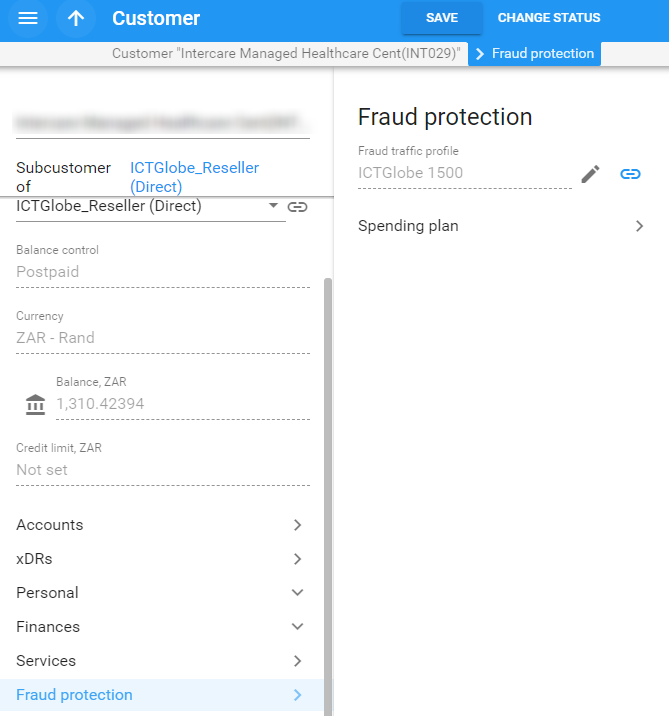 Customer
SAVE
CHANGE STATUS
Customer "Intercare Managed Healthcare Cent(INT029)"
Fraud protection
Subcustomer of
ICTGlobe_Reseller (Direct)
ICTGlobe_Reseller (Direct)
Balance control
Postpaid
Currency
ZAR - Rand
Balance, ZAR
1,310.42394
Credit limit, ZAR
Not set
Accounts
xDRs
Personal
Finances
Services
Fraud protection
Fraud protection
Fraud traffic profile
ICTGlobe 1500
Spending plan